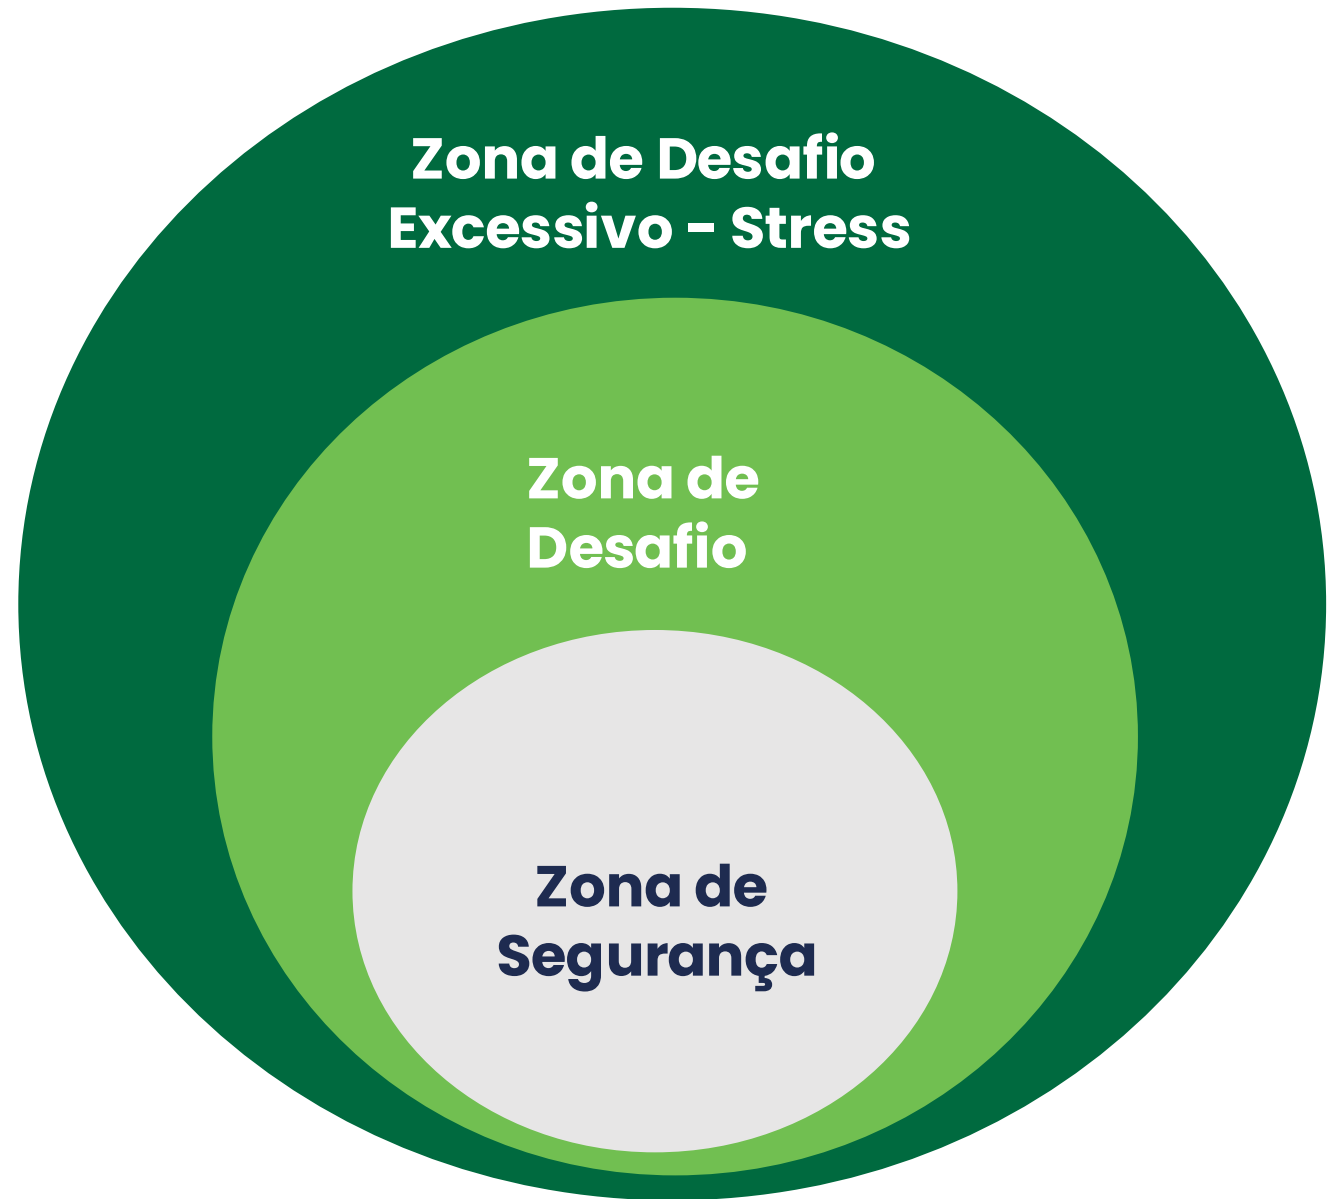 Zona de Desafio
Excessivo - Stress
Zona de
Desafio
Zona de
Segurança